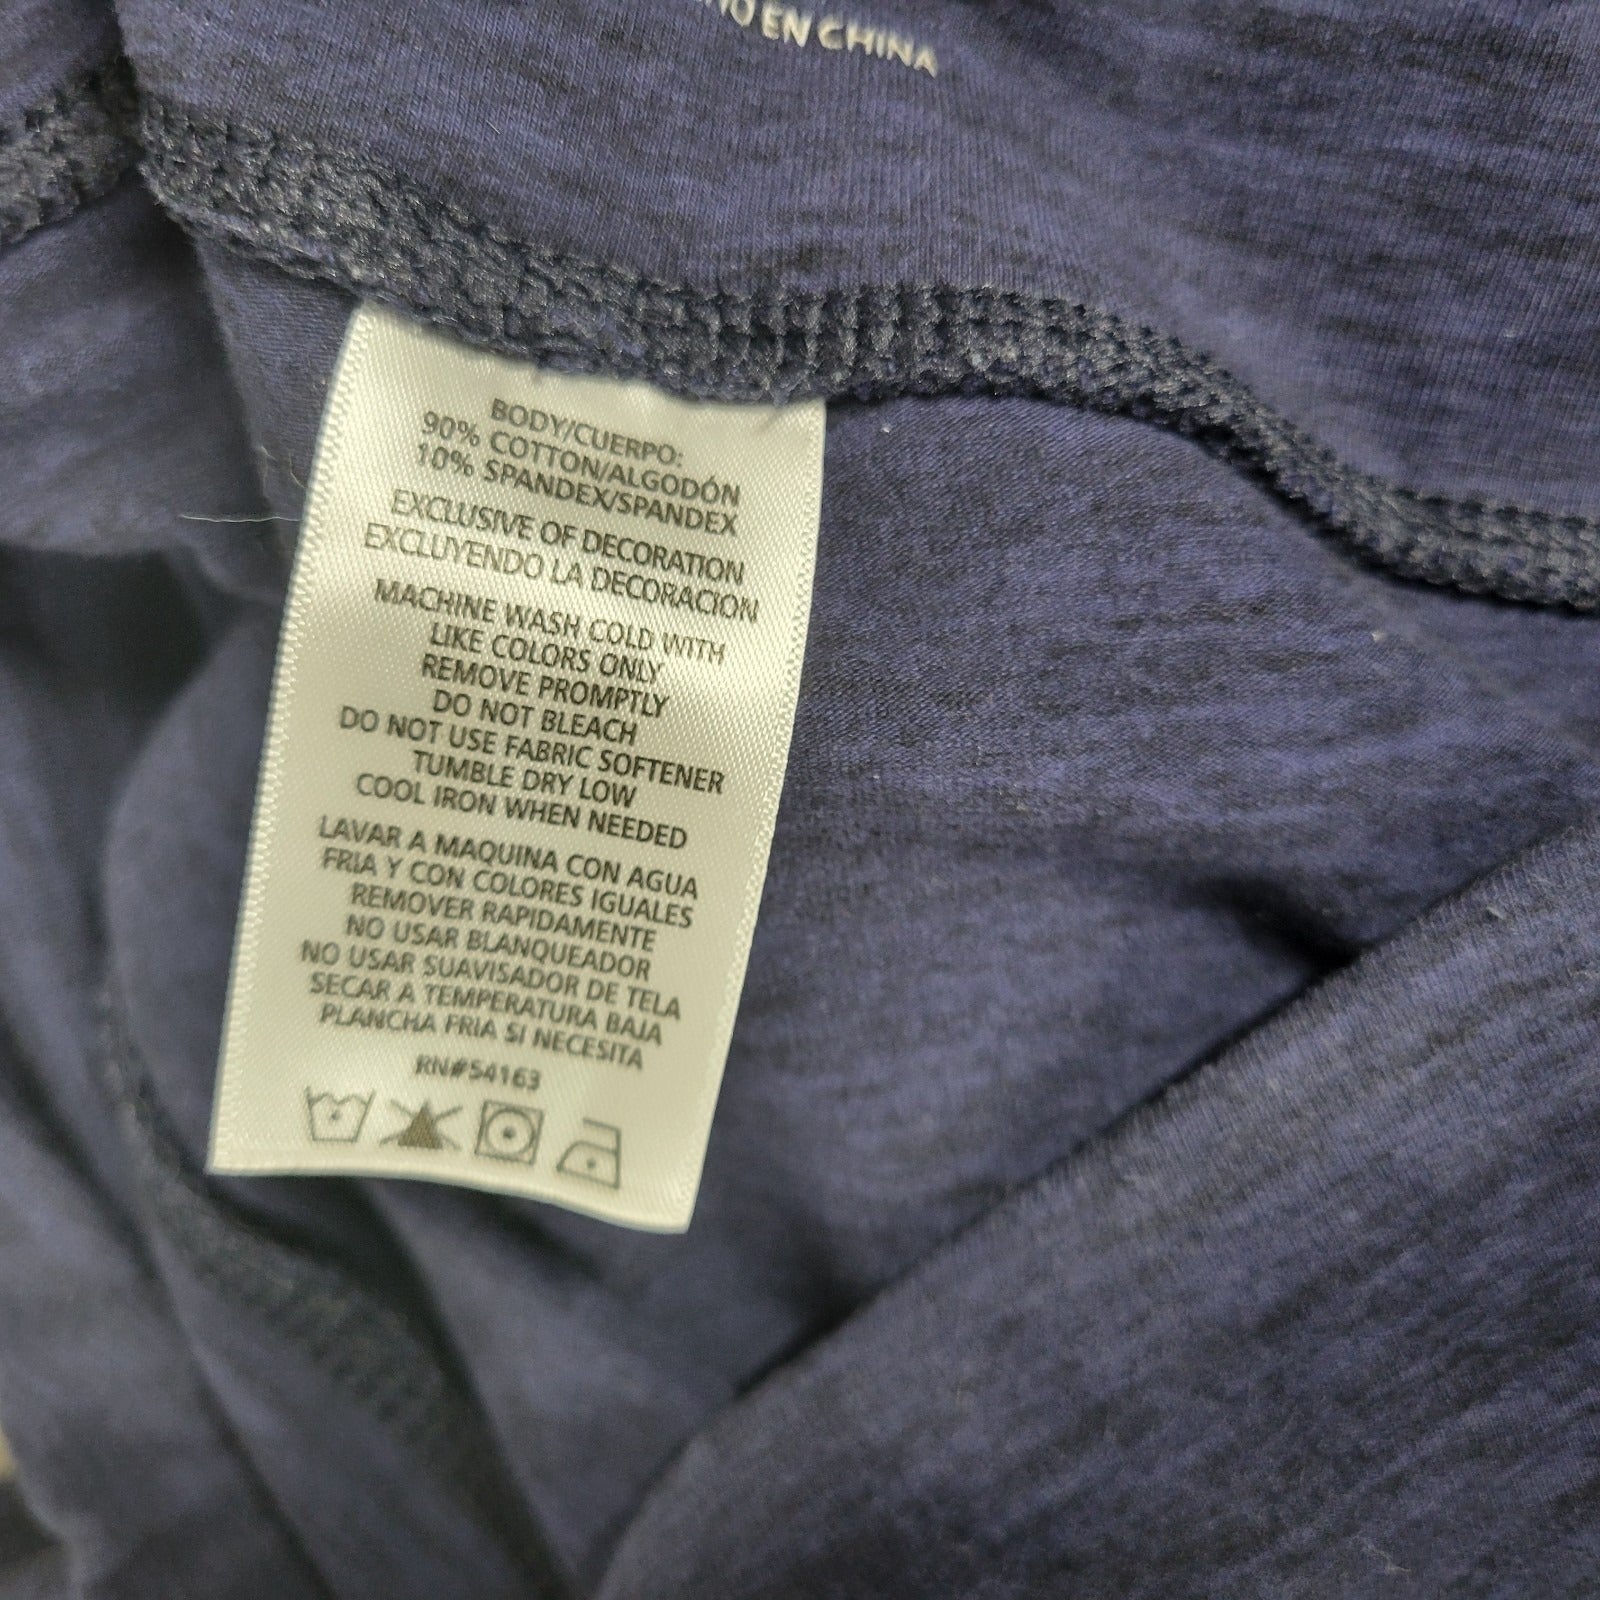 EN CHINA
BODY/CUERPO:
90% COTTON/ALGODÓN
10% SPANDEX/SPANDEX
EXCLUSIVE OF DECORATION
EXCLUYENDO LA DECORACION
MACHINE WASH COLD WITH
LIKE COLORS ONLY
REMOVE PROMPTLY
DO NOT BLEACH
DO NOT USE FABRIC SOFTENER
TUMBLE DRY LOW
COOL IRON WHEN NEEDED
LAVAR A MAQUINA CON AGUA
FRIA Y CON COLORES IGUALES
REMOVER RAPIDAMENTE
NO USAR BLANQUEADOR
NO USAR SUAVISADOR DE TELA
SECAR A TEMPERATURA BAJA
PLANCHA FRIA SI NECESITA
RN#54163